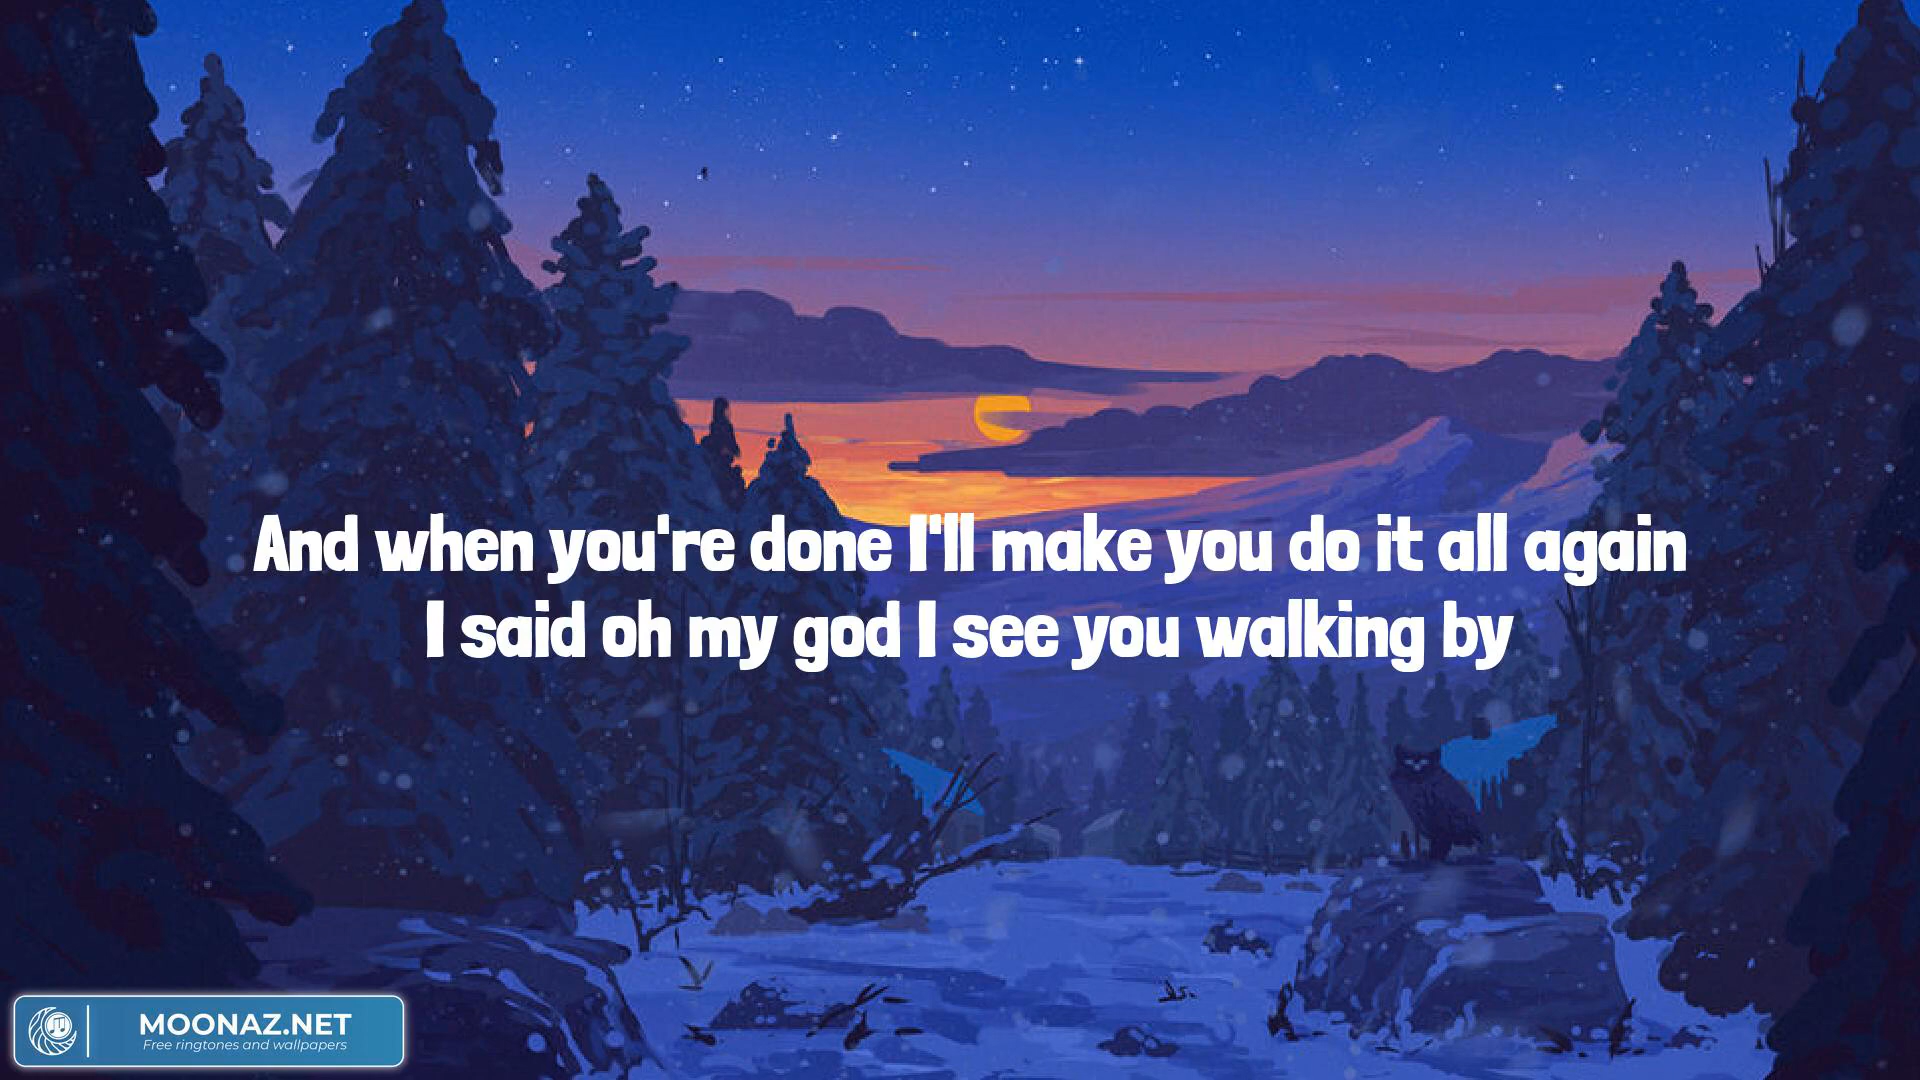 And when you're done I'll make you do it all again
I said oh my god I see you walking by
MOONAZ.NET
Free ringtones and wallpapers